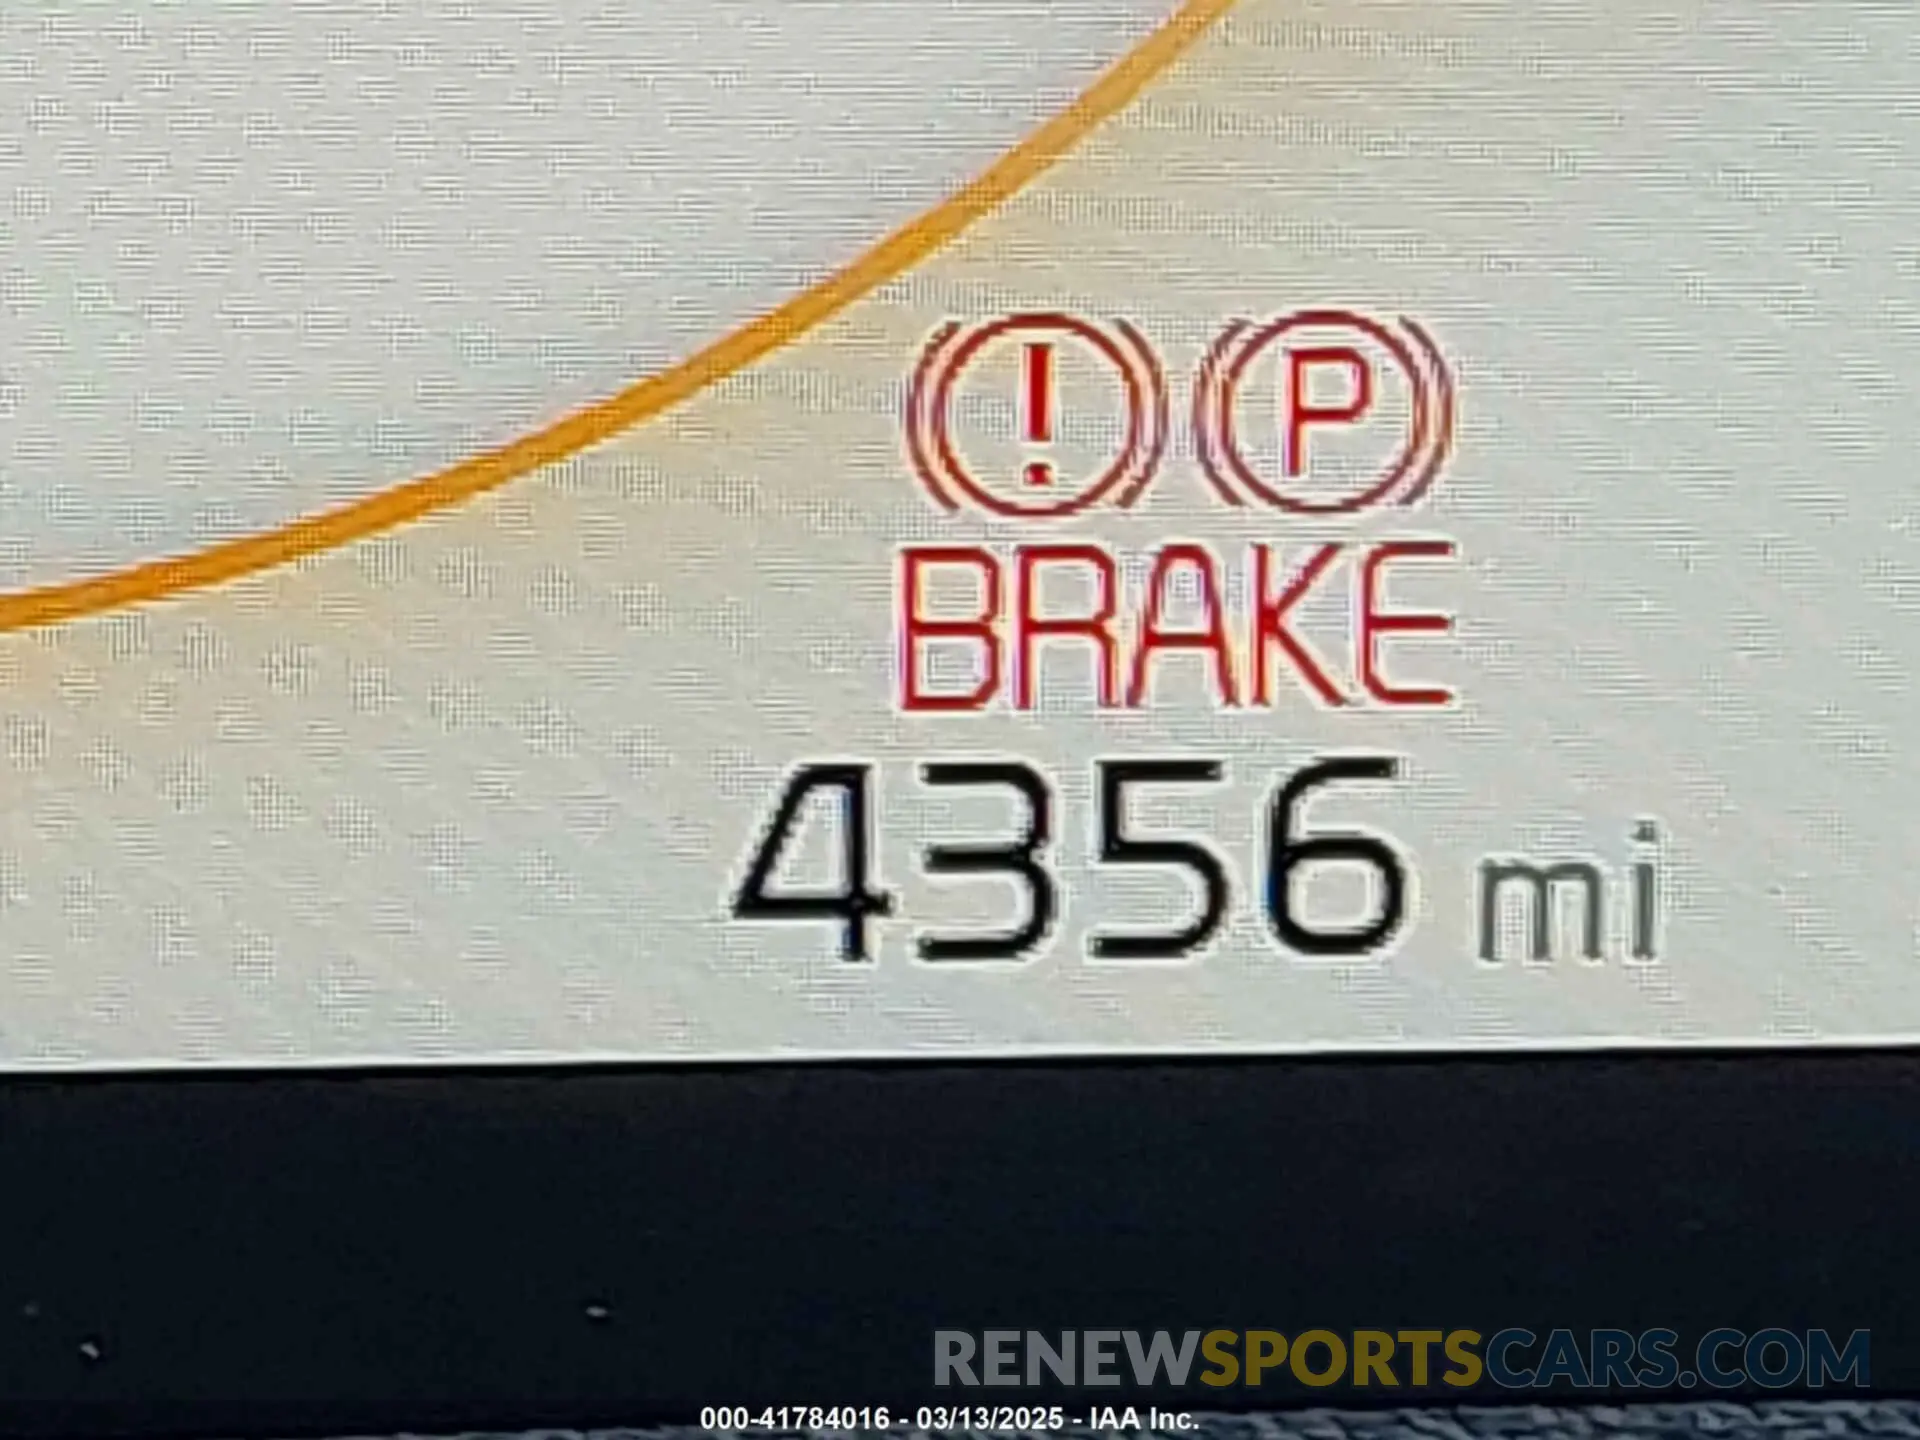 ! P
BRAKE
4356 mi
RENEWSPORTSCARS.COM
000-41784016 - 03/13/2025 - IAA Inc.